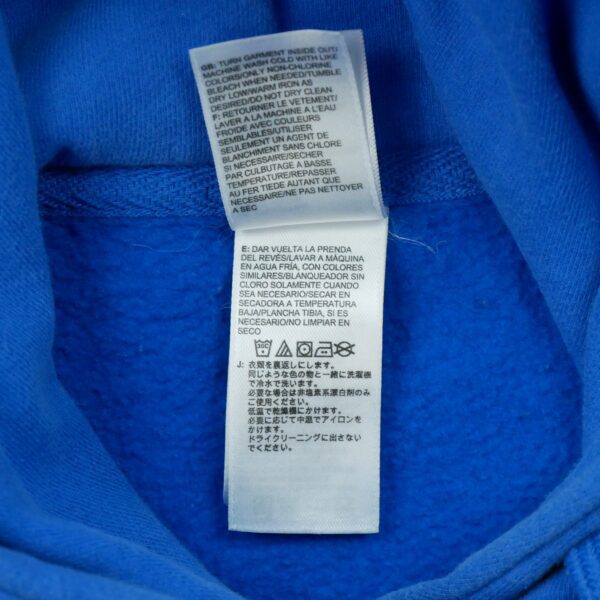 GB: TURN GARMENT INSIDE OUT/
MACHINE WASH COLD WITH LIKE
COLORS/ONLY NON-CHLORINE
BLEACH WHEN NEEDED/TUMBLE
DRY LOW/WARM IRON AS
DESIRED/DO NOT DRY CLEAN
F: RETOURNER LE VETEMENT/
LAVER A LA MACHINE A L'EAU
FROIDE AVEC COULEURS
SEMBLABLES/UTILISER
SEULEMENT UN AGENT DE
BLANCHIMENT SANS CHLORE
SI NECESSAIRE/SECHER
PAR CULBUTAGE A BASSE
TEMPERATURE/REPASSER
AU FER TIEDE AUTANT QUE
NECESSAIRE/NE PAS NETTOYER
A SEC
E: DAR VUELTA LA PRENDA
DEL REVÉS/LAVAR A MÁQUINA
EN AGUA FRÍA, CON COLORES
SIMILARES/BLANQUEADOR SIN
CLORO SOLAMENTE CUANDO
SEA NECESARIO/SECAR EN
SECADORA A TEMPERATURA
BAJA/PLANCHA TIBIA, SI ES
NECESARIO/NO LIMPIAR EN
SECO
30C
J: 衣類を裏返しにします。
同じような色の物と一緒に洗濯機
で冷水で洗います。
必要な場合は非塩素系漂白剤のみ
ご使用ください。
低温で乾燥機にかけます。
必要に応じて中温でアイロンを
かけます。
ドライクリーニングに出さない
でください。